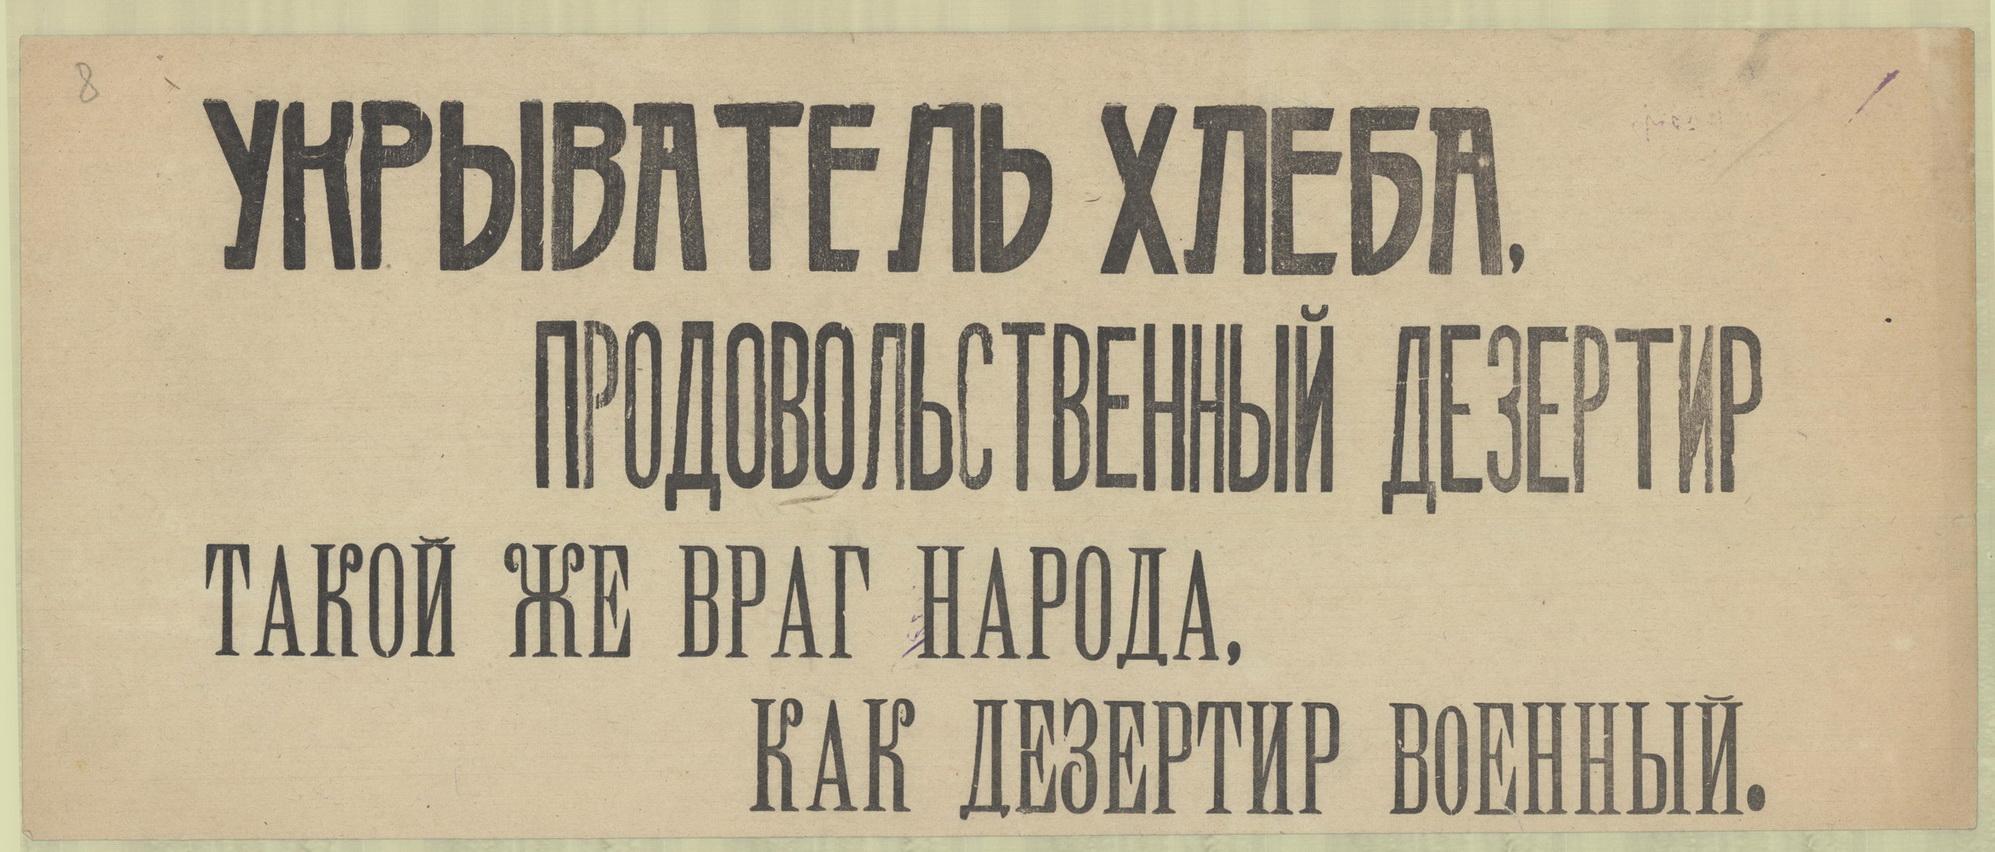 8
УКРЫВАТЕЛЬ ХЛЕБА,
ПРОДОВОЛЬСТВЕННЫЙ ДЕЗЕРТИР
ТАКОЙ ЖЕ ВРАГ НАРОДА,
КАК ДЕЗЕРТИР ВОЕННЫЙ.